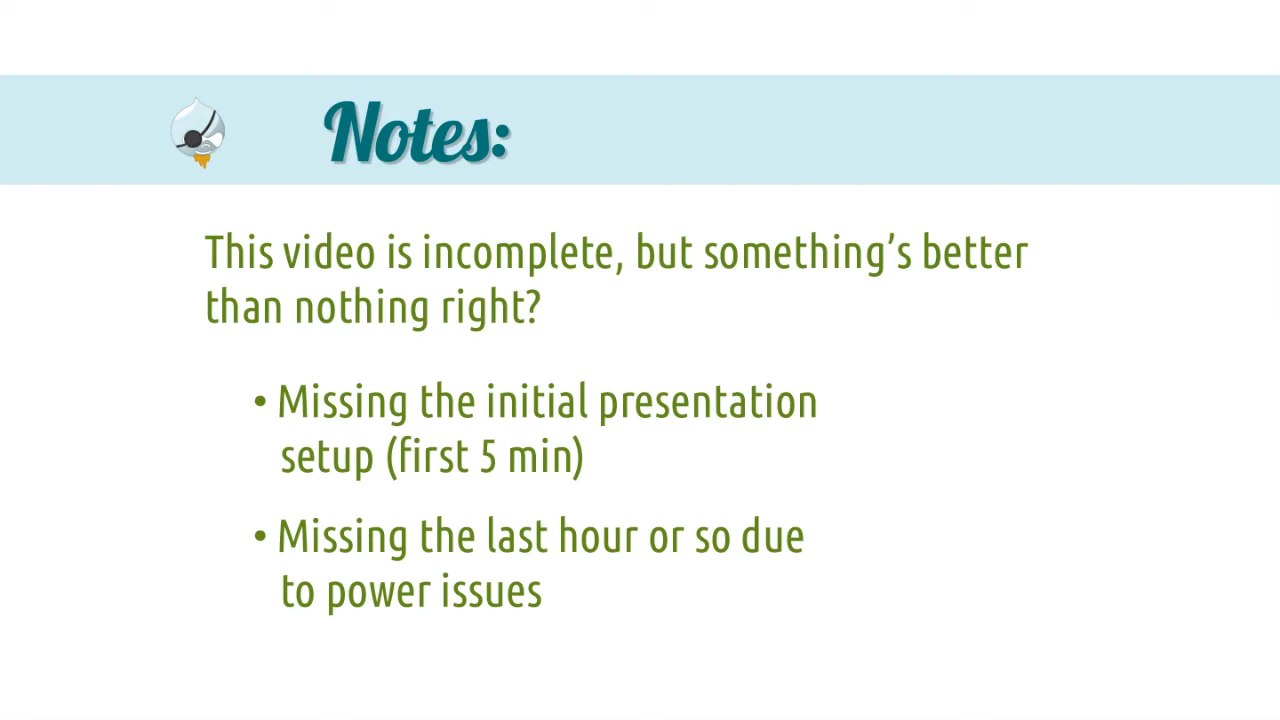 Notes:
This video is incomplete, but something’s better
than nothing right?
• Missing the initial presentation
setup (first 5 min)
• Missing the last hour or so due
to power issues